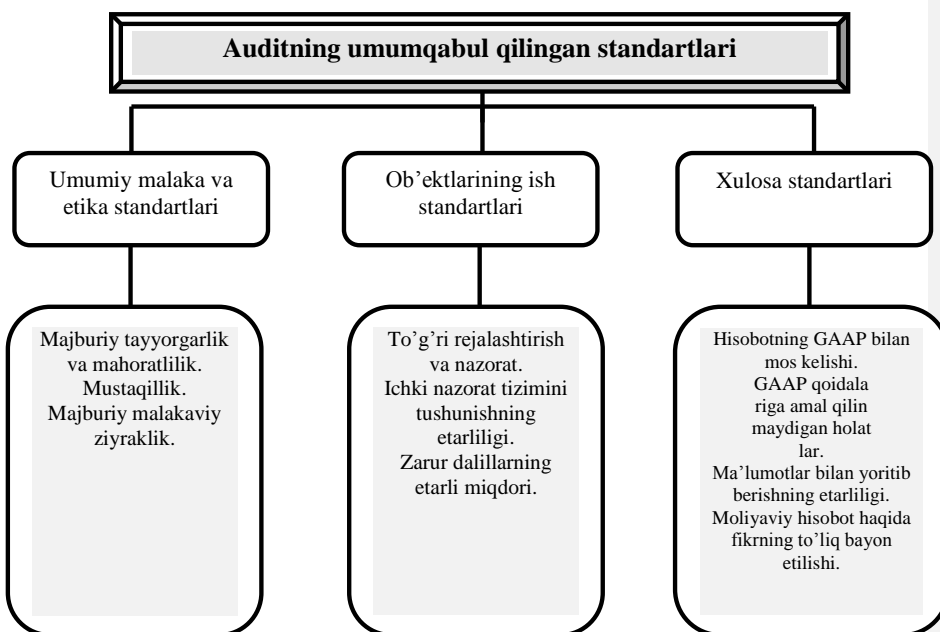 Auditning umumqabul qilingan standartlari
Umumiy malaka va
etika standartlari
Ob’ektlarining ish
standartlari
Xulosa standartlari
Majburiy tayyorgarlik
va mahoratlilik.
Mustaqillik.
Majburiy malakaviy
ziyraklik.
To’g’ri rejalashtirish
va nazorat.
Ichki nazorat tizimini
tushunishning
etarliligi.
Zarur dalillarning
etarli miqdori.
Hisobotning GAAP bilan
mos kelishi.
GAAP qoidala
riga amal qilin
maydigan holat
lar.
Ma’lumotlar bilan yoritib
berishning etarliligi.
Moliyaviy hisobot haqida
fikrning to’liq bayon
etilishi.